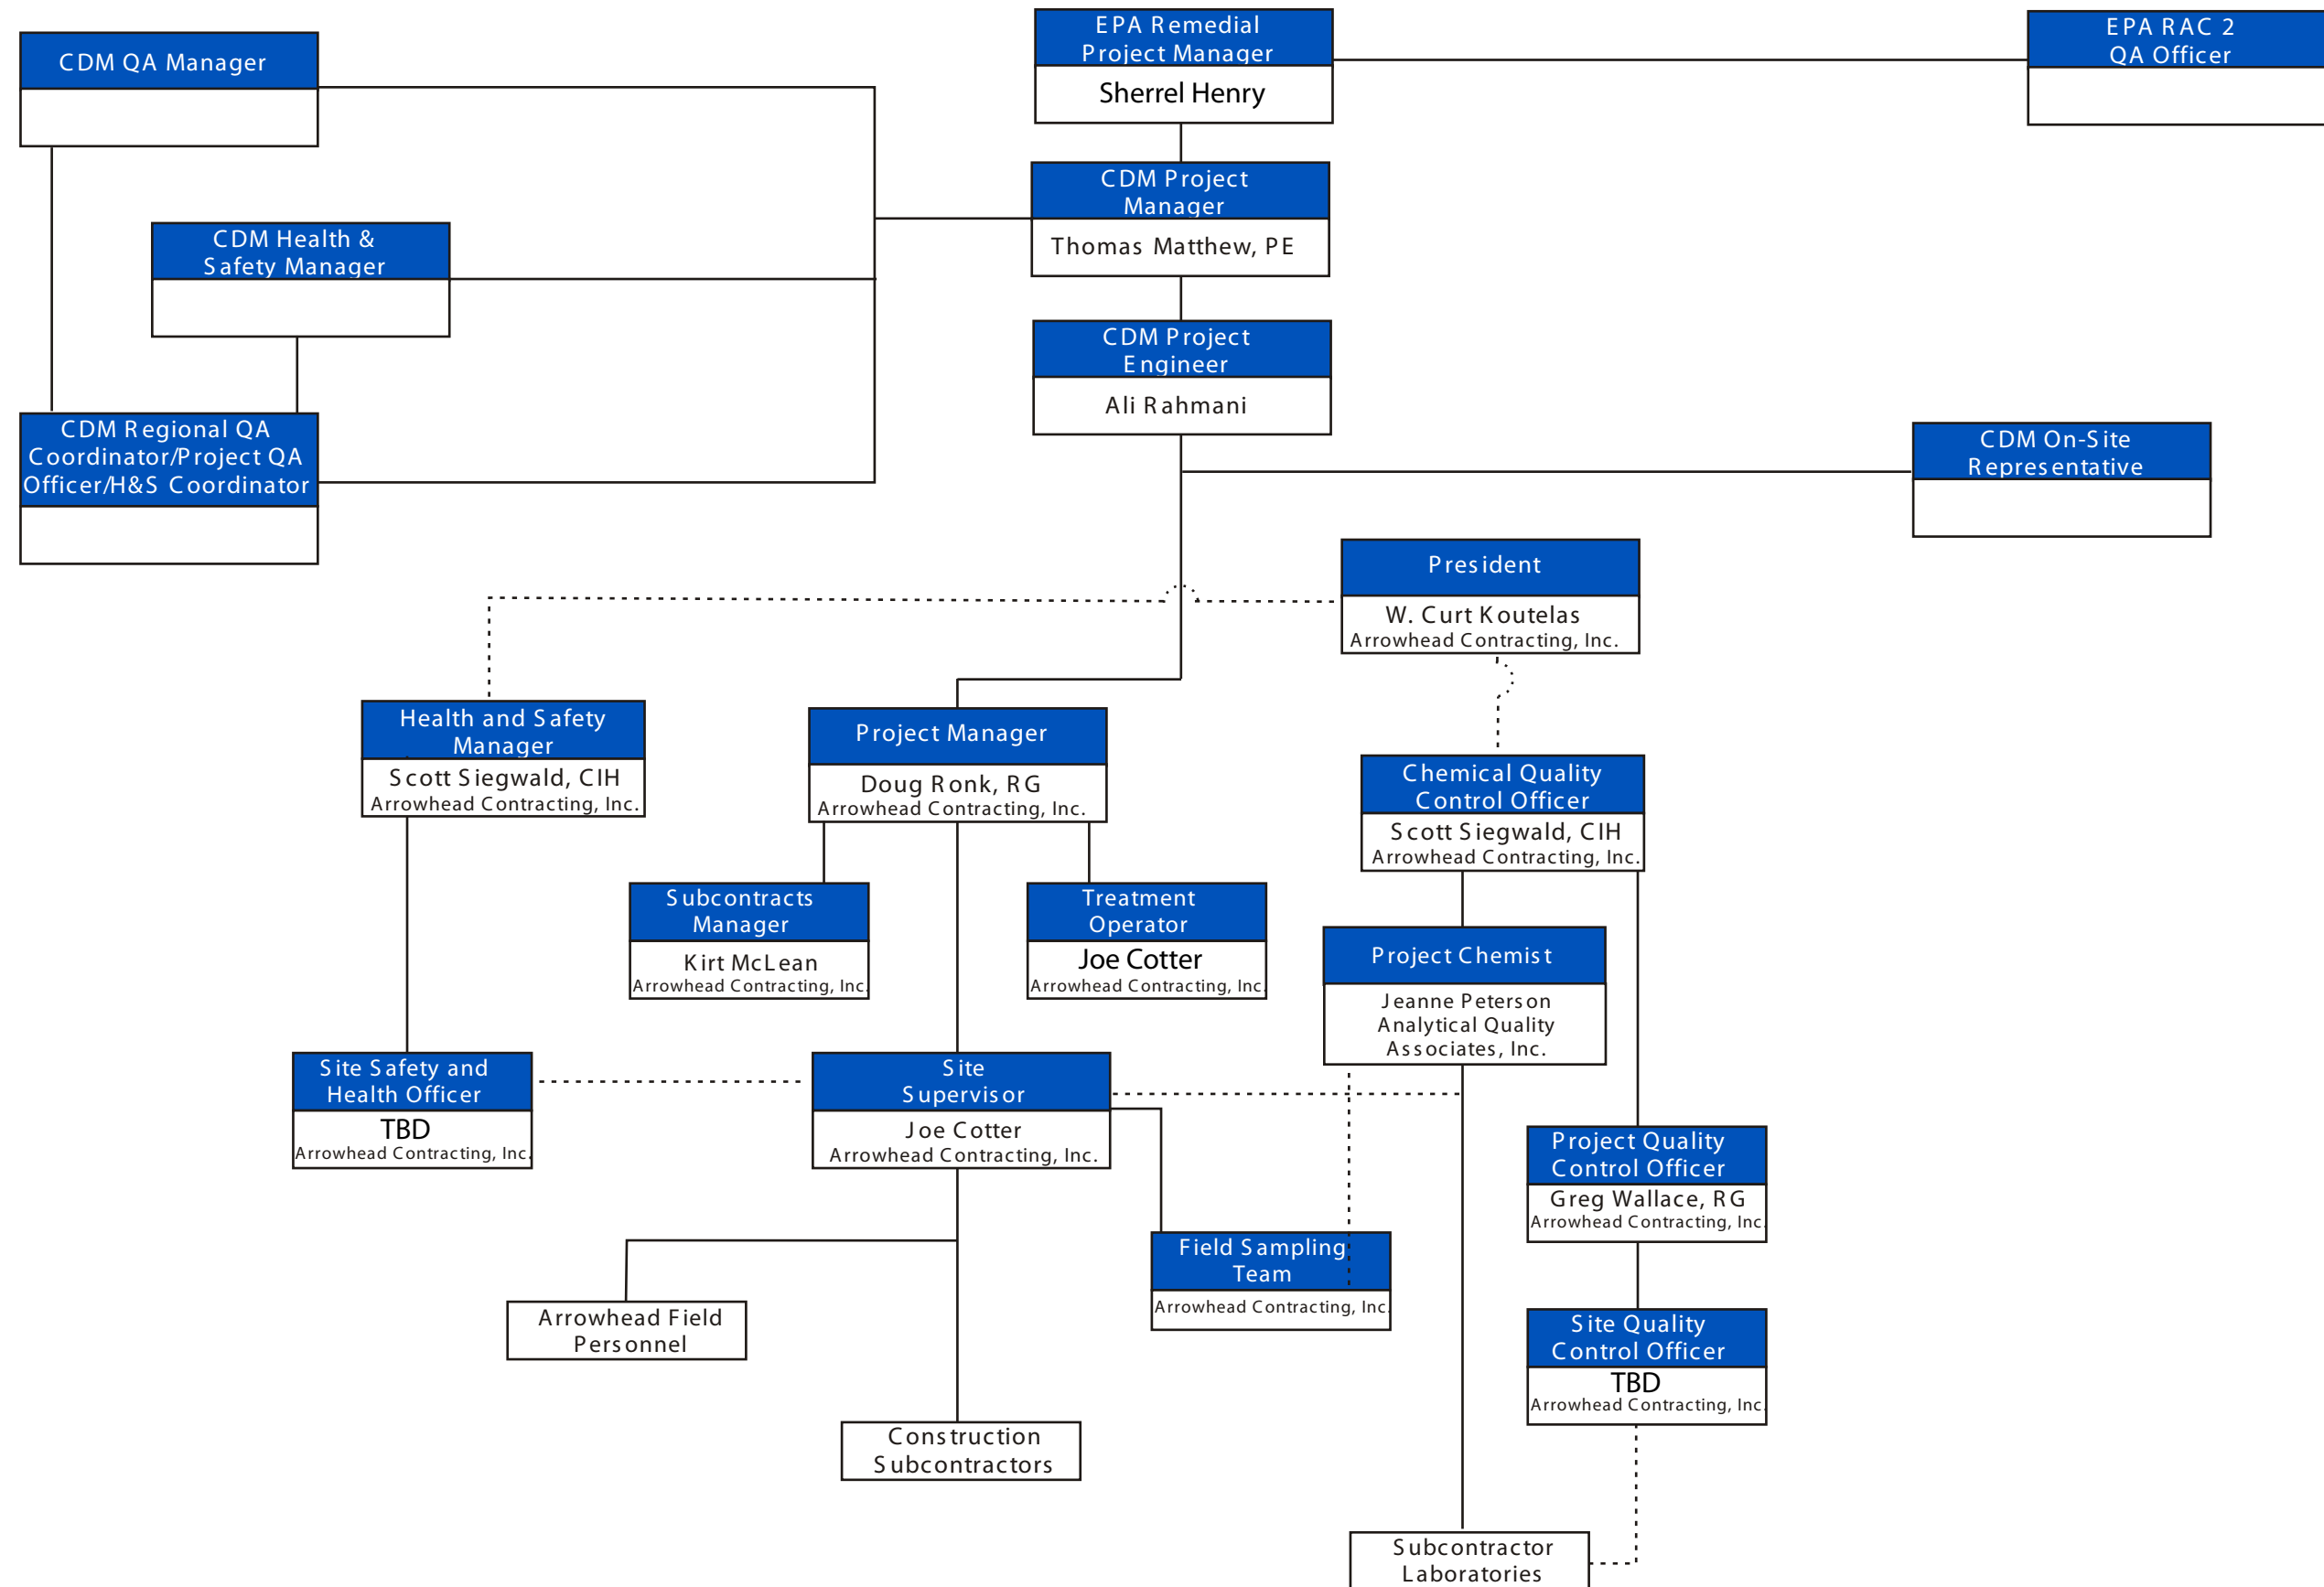 EPA Remedial
Project Manager
Sherrel Henry
EPA RAC 2
QA Officer
CDM QA Manager
CDM Project
Manager
Thomas Matthew, PE
CDM Health &
Safety Manager
CDM Project
Engineer
Ali Rahmani
CDM Regional QA
Coordinator/Project QA
Officer/H&S Coordinator
CDM On-Site
Representative
President
W. Curt Koutelas
Arrowhead Contracting, Inc.
Health and Safety
Manager
Scott Siegwald, CIH
Arrowhead Contracting, Inc.
Project Manager
Doug Ronk, RG
Arrowhead Contracting, Inc.
Chemical Quality
Control Officer
Scott Siegwald, CIH
Arrowhead Contracting, Inc.
Subcontracts
Manager
Kirt McLean
Arrowhead Contracting, Inc.
Treatment
Operator
Joe Cotter
Arrowhead Contracting, Inc.
Project Chemist
Jeanne Peterson
Analytical Quality
Associates, Inc.
Site Safety and
Health Officer
TBD
Arrowhead Contracting, Inc.
Site
Supervisor
Joe Cotter
Arrowhead Contracting, Inc.
Project Quality
Control Officer
Greg Wallace, RG
Arrowhead Contracting, Inc.
Field Sampling
Team
Arrowhead Contracting, Inc.
Arrowhead Field
Personnel
Site Quality
Control Officer
TBD
Arrowhead Contracting, Inc.
Construction
Subcontractors
Subcontractor
Laboratories